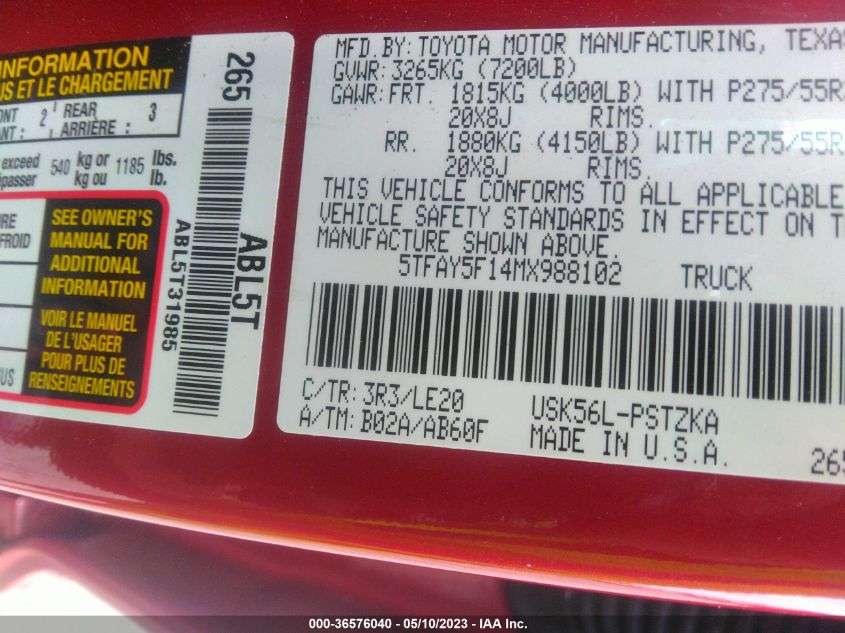 INFORMATION
US ET LE CHARGEMENT
ONT : 2 REAR : 3
ANT ARRIÈRE
exceed 540 kg or 1185 lbs.
passer kg ou lb.
URE
FROID
SEE OWNER'S
MANUAL FOR
ADDITIONAL
INFORMATION
VOIR LE MANUEL
DE L'USAGER
POUR PLUS DE
RENSEIGNEMENTS
US
265
ABL5T
ABL5T31985
MFD.BY:TOYOTA MOTOR MANUFACTURING, TEXAS
GVWR:3265KG (7200LB)
GAWR:FRT. 1815KG (4000LB) WITH P275/55R
20X8J RIMS.
RR. 1880KG (4150LB) WITH P275/55R
20X8J RIMS.
THIS VEHICLE CONFORMS TO ALL APPLICABLE
VEHICLE SAFETY STANDARDS IN EFFECT ON T
MANUFACTURE SHOWN ABOVE.
5TFAY5F14MX988102 TRUCK
C/TR: 3R3/LE20 USK56L-PSTZKA
A/TM: B02A/AB60F MADE IN U.S.A.
265
000-36576040 - 05/10/2023 - IAA Inc.